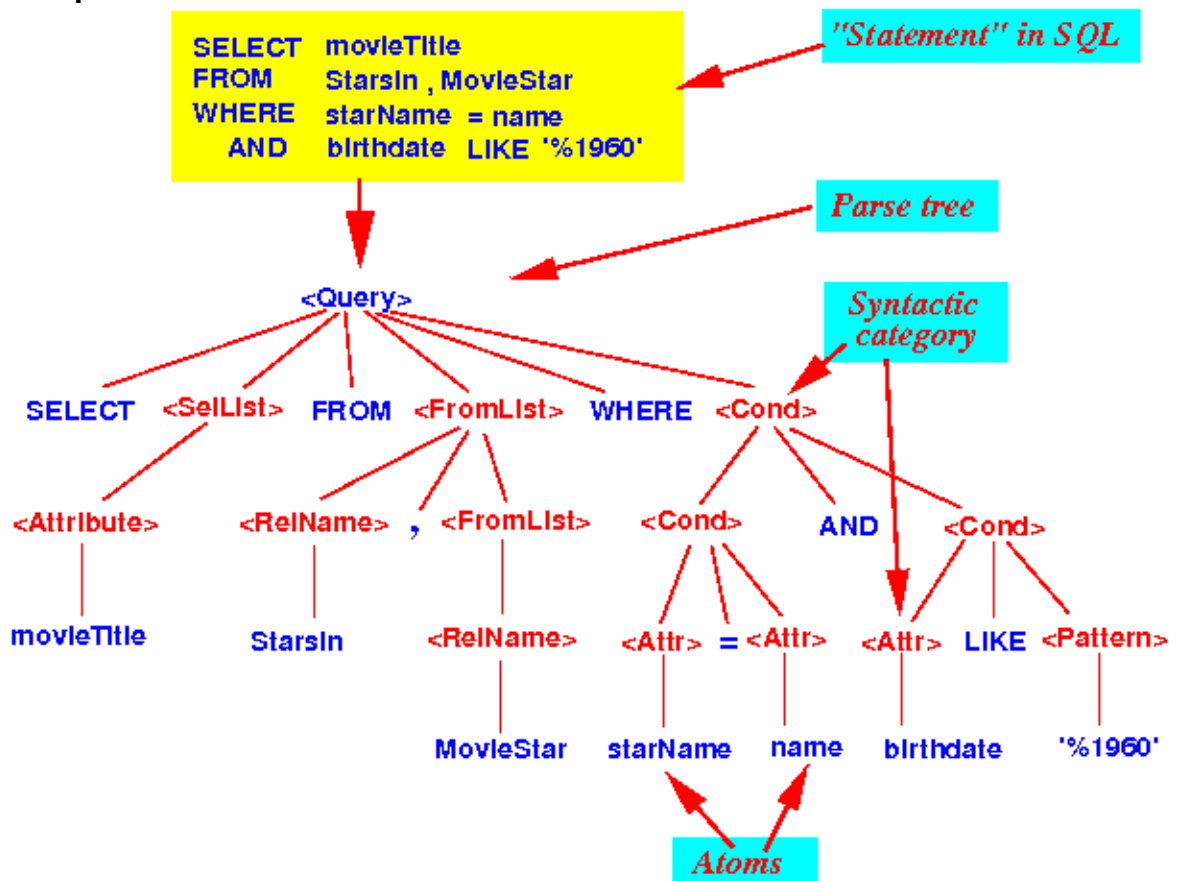 SELECT movieTitle
FROM StarsIn , MovieStar
WHERE starName = name
AND birthdate LIKE '%1960'
"Statement" in SQL
Parse tree
<Query>
Syntactic
category
SELECT <SelList> FROM <FromList> WHERE <Cond>
<Attribute> <RelName> , <FromList> <Cond> AND <Cond>
movieTitle StarsIn <RelName> <Attr> = <Attr> <Attr> LIKE <Pattern>
MovieStar starName name birthdate '%1960'
Atoms